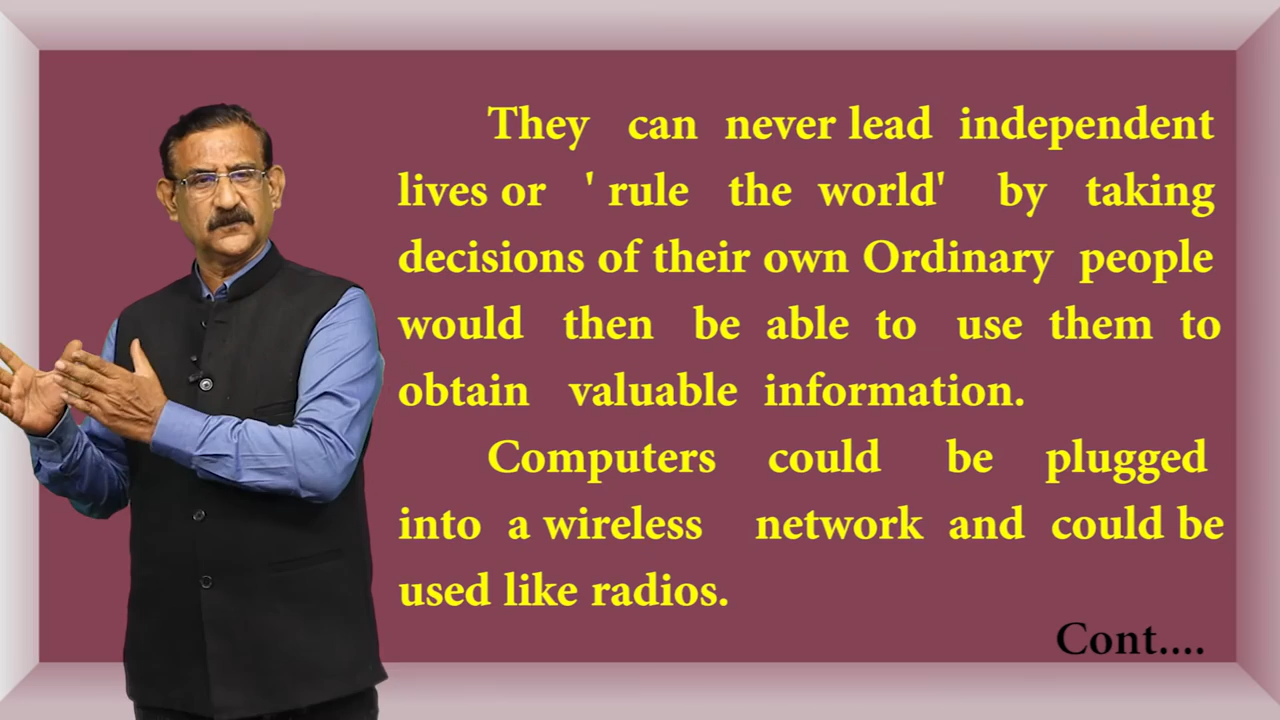 They can never lead independent
lives or ' rule the world' by taking
decisions of their own Ordinary people
would then be able to use them to
obtain valuable information.
Computers could be plugged
into a wireless network and could be
used like radios.
Cont....